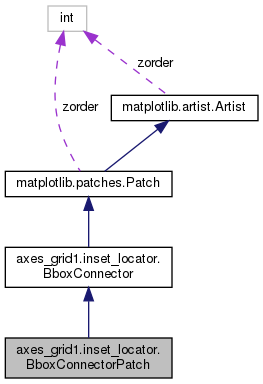 int
zorder
matplotlib.artist.Artist
zorder
matplotlib.patches.Patch
axes_grid1.inset_locator.
BboxConnector
axes_grid1.inset_locator.
BboxConnectorPatch